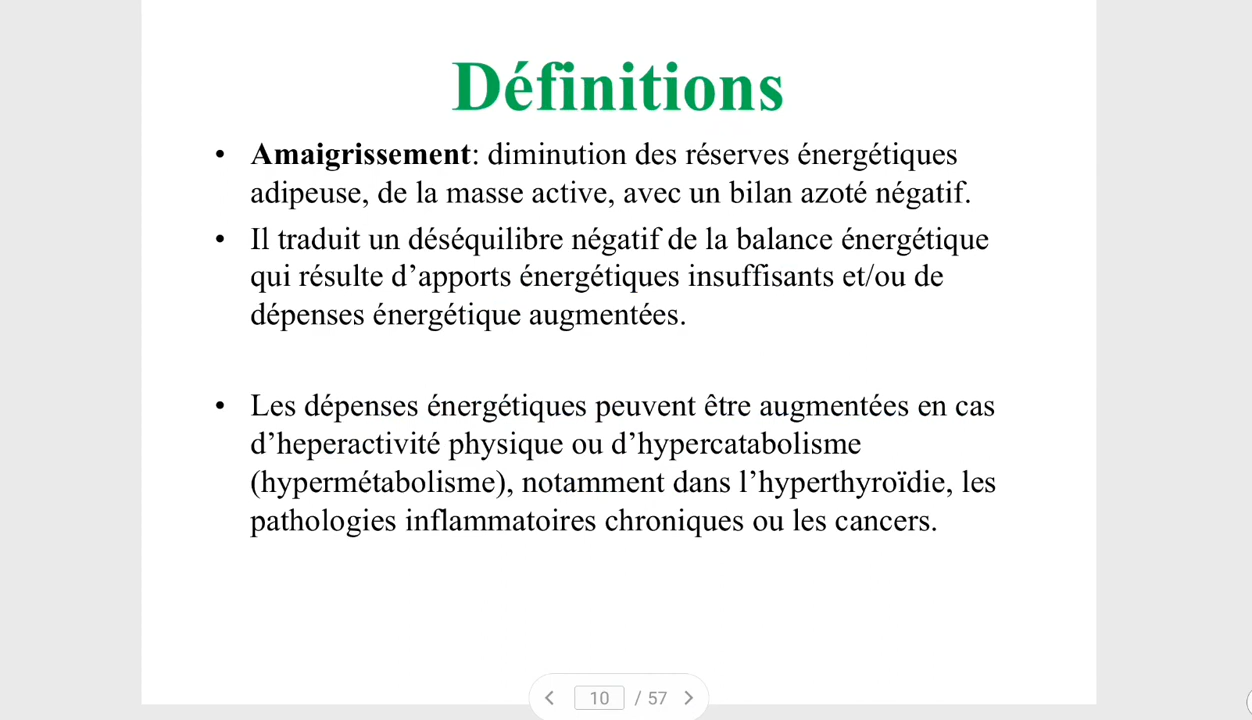 Définitions
• Amaigrissement: diminution des réserves énergétiques
adipeuse, de la masse active, avec un bilan azoté négatif.
• Il traduit un déséquilibre négatif de la balance énergétique
qui résulte d’apports énergétiques insuffisants et/ou de
dépenses énergétique augmentées.
• Les dépenses énergétiques peuvent être augmentées en cas
d’heperactivité physique ou d’hypercatabolisme
(hypermétabolisme), notamment dans l’hyperthyroïdie, les
pathologies inflammatoires chroniques ou les cancers.
10 / 57